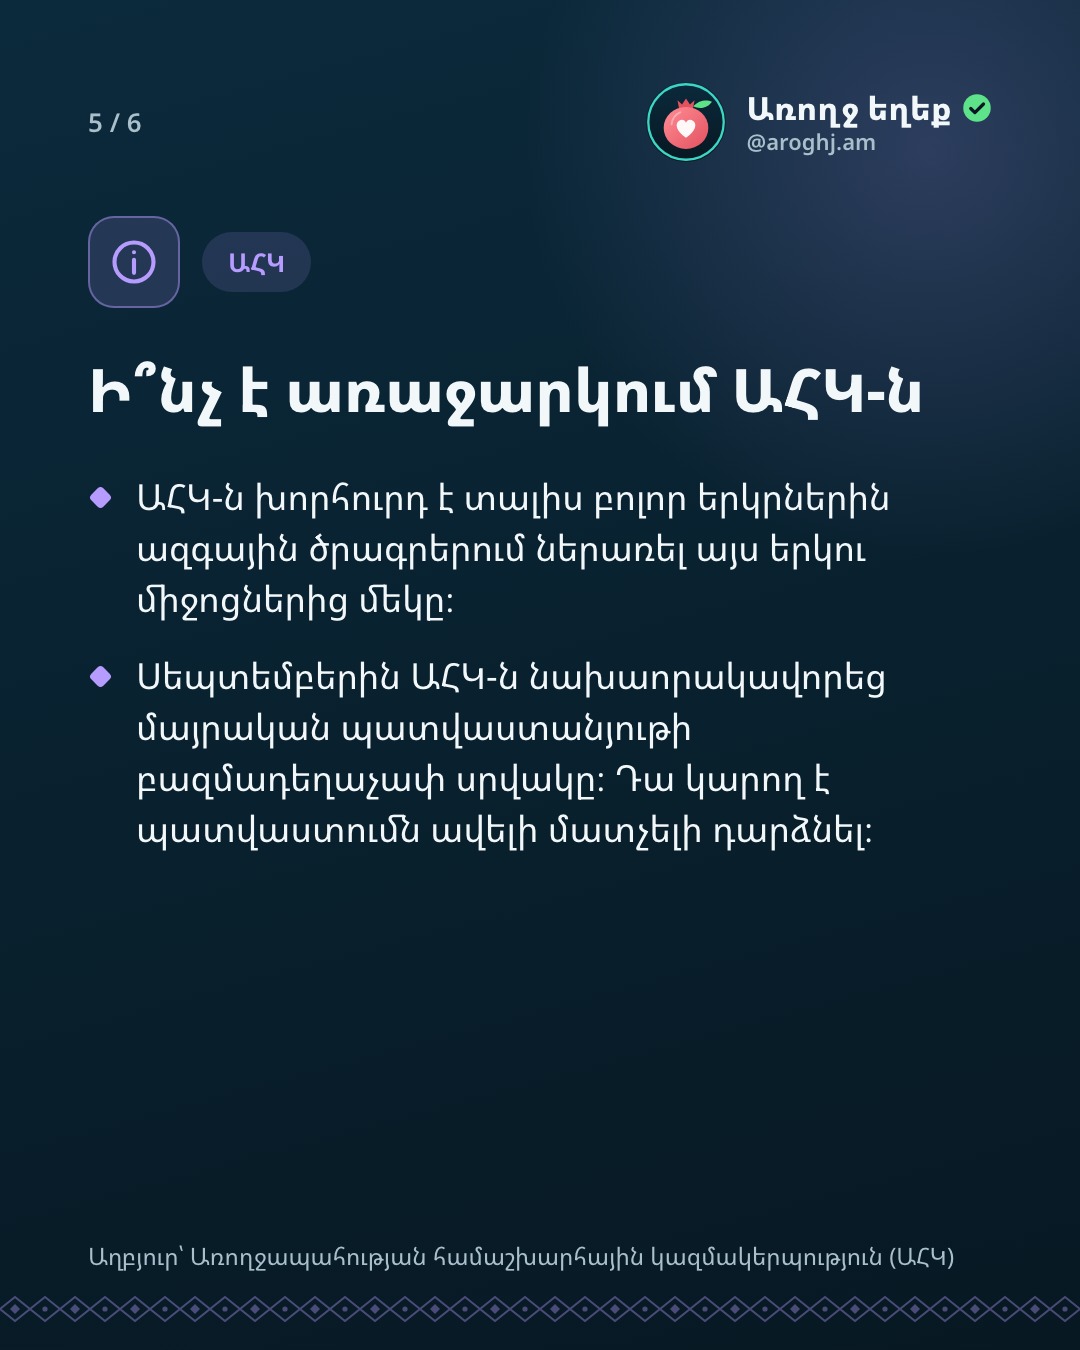 5 / 6
Առողջ եղեք
@aroghj.am
ԱՀԿ
Ի՞նչ է առաջարկում ԱՀԿ-ն
ԱՀԿ-ն խորհուրդ է տալիս բոլոր երկրներին
ազգային ծրագրերում ներառել այս երկու
միջոցներից մեկը:
Սեպտեմբերին ԱՀԿ-ն նախաորակավորեց
մայրական պատվաստանյութի
բազմադեղաչափ սրվակը: Դա կարող է
պատվաստումն ավելի մատչելի դարձնել:
Աղբյուր՝ Առողջապահության համաշխարհային կազմակերպություն (ԱՀԿ)